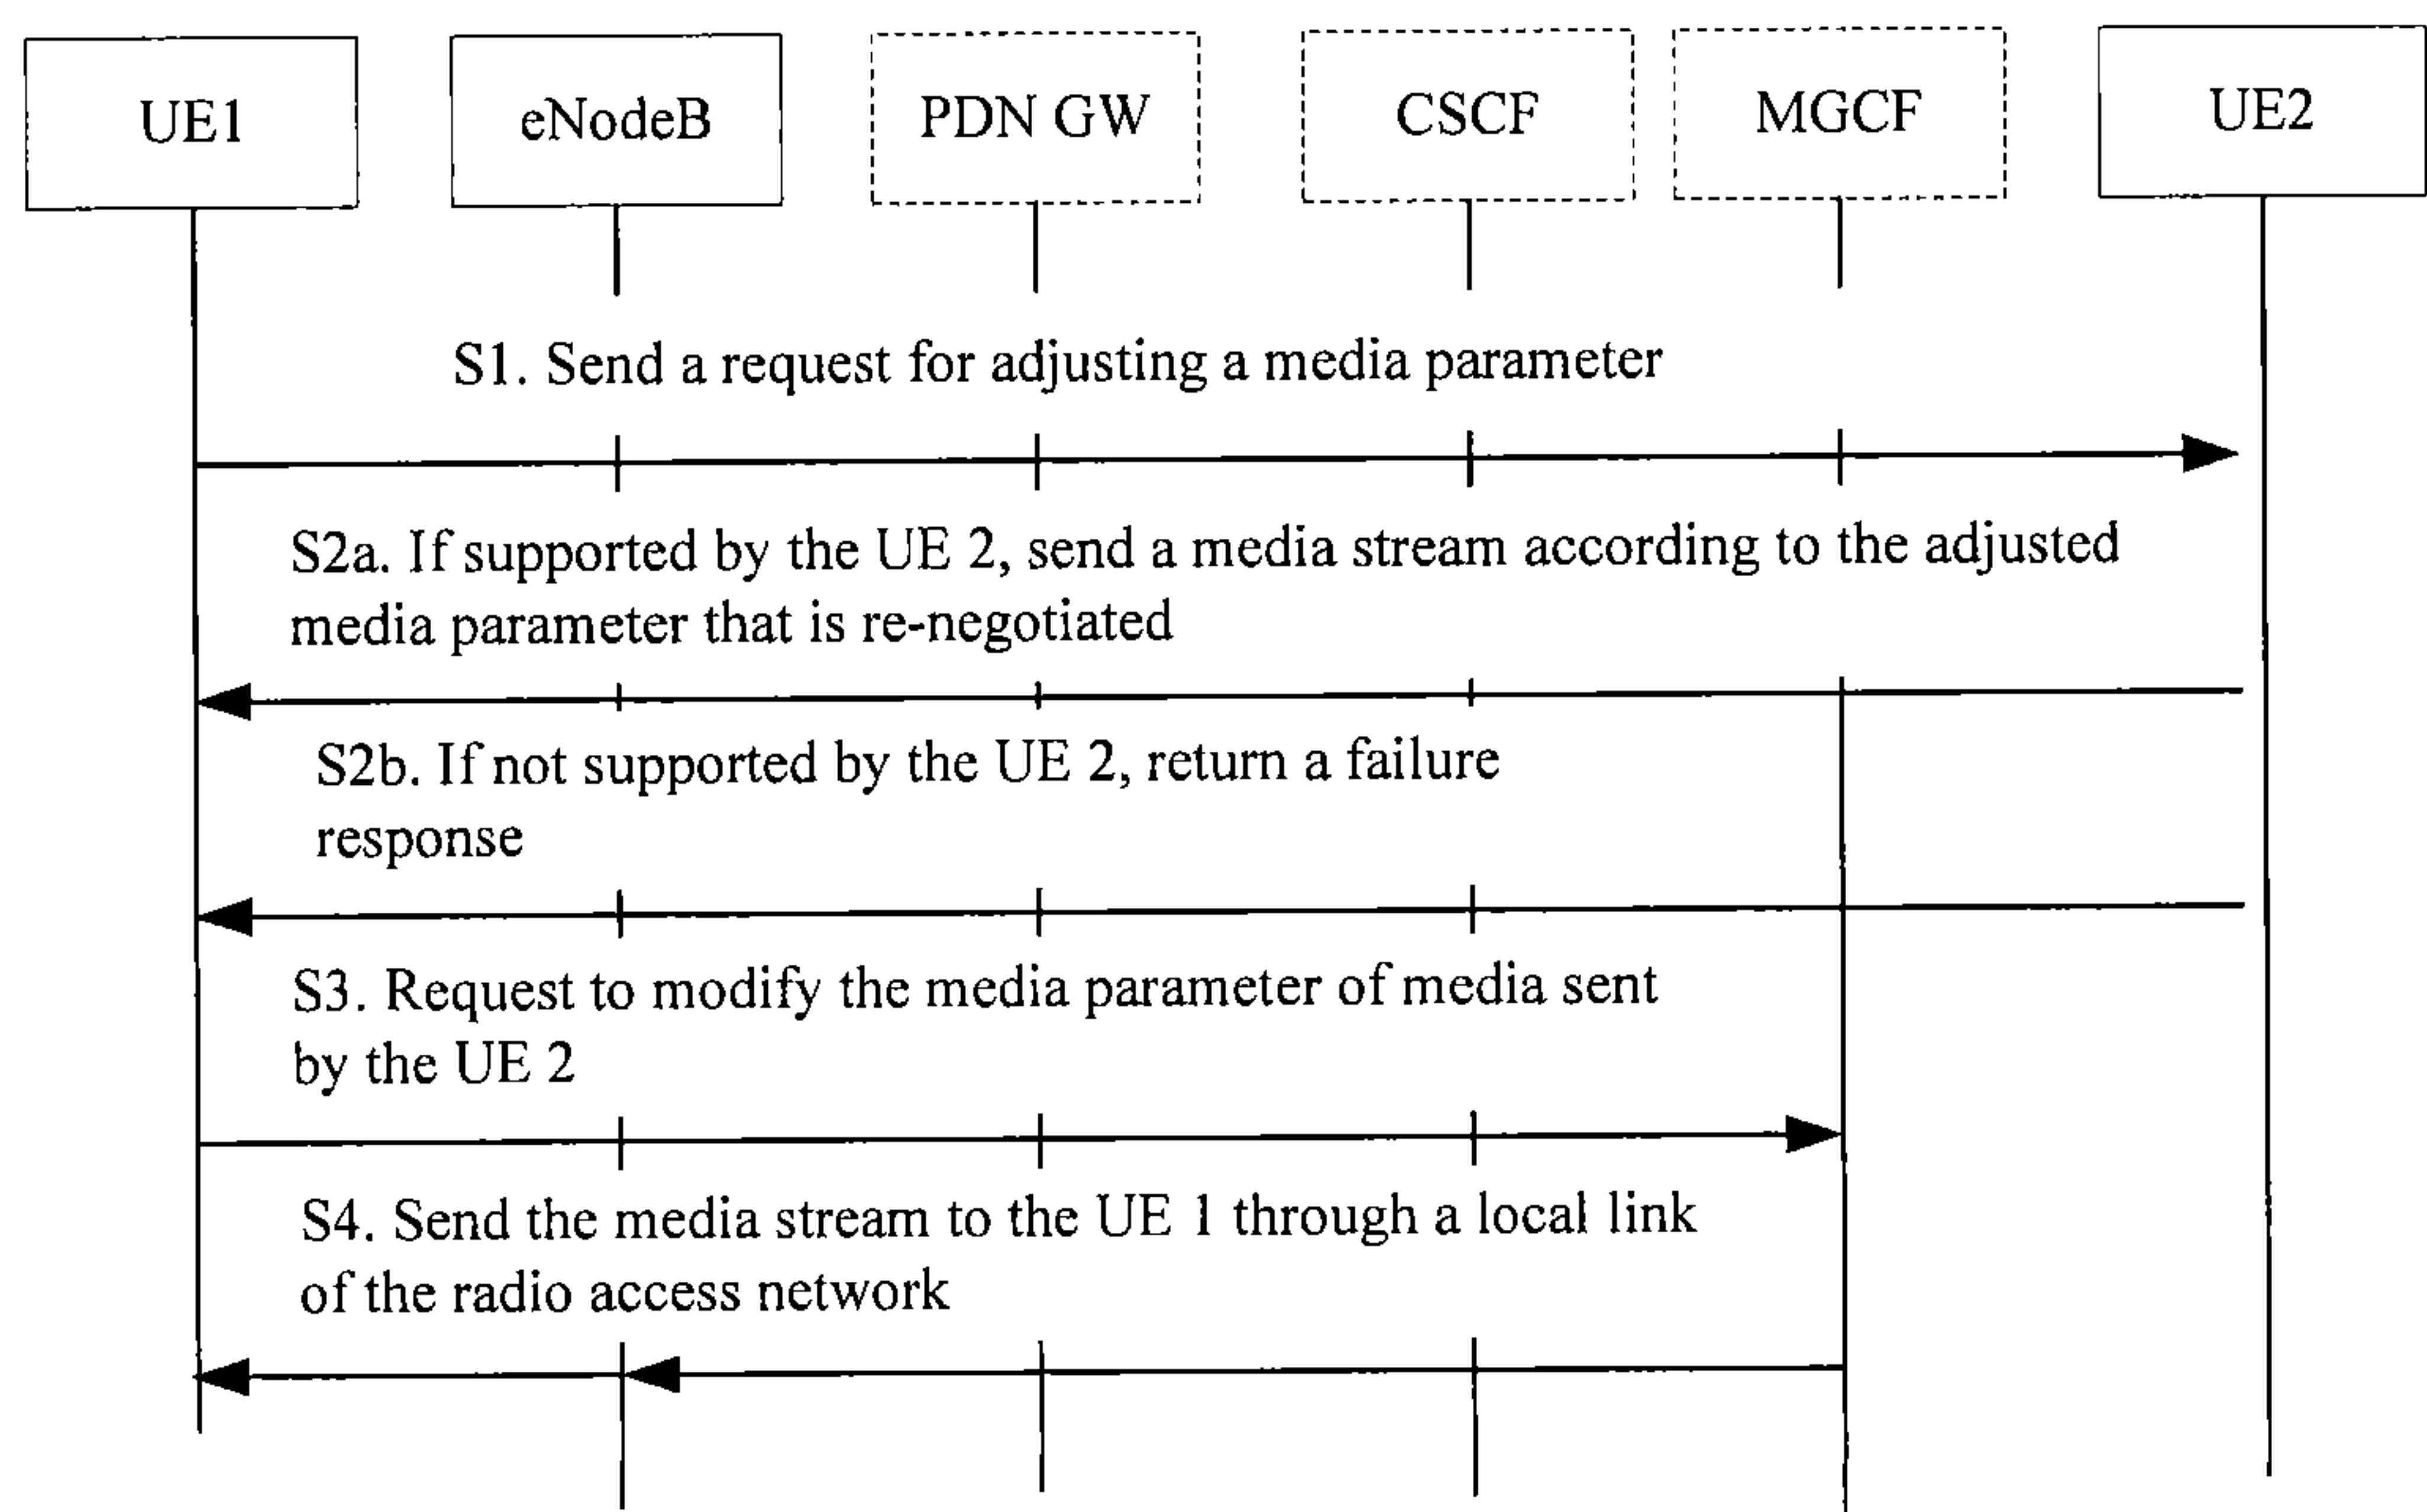 UE1
eNodeB
PDN GW
CSCF
MGCF
UE2
S1. Send a request for adjusting a media parameter
S2a. If supported by the UE 2, send a media stream according to the adjusted
media parameter that is re-negotiated
S2b. If not supported by the UE 2, return a failure
response
S3. Request to modify the media parameter of media sent
by the UE 2
S4. Send the media stream to the UE 1 through a local link
of the radio access network